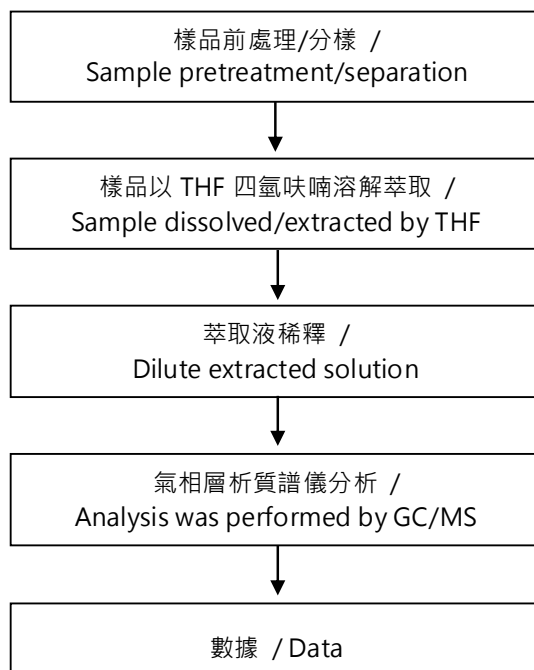 樣品前處理/分樣 /
Sample pretreatment/separation
樣品以 THF 四氫呋喃溶解萃取 /
Sample dissolved/extracted by THF
萃取液稀釋 /
Dilute extracted solution
氣相層析質譜儀分析 /
Analysis was performed by GC/MS
數據 / Data